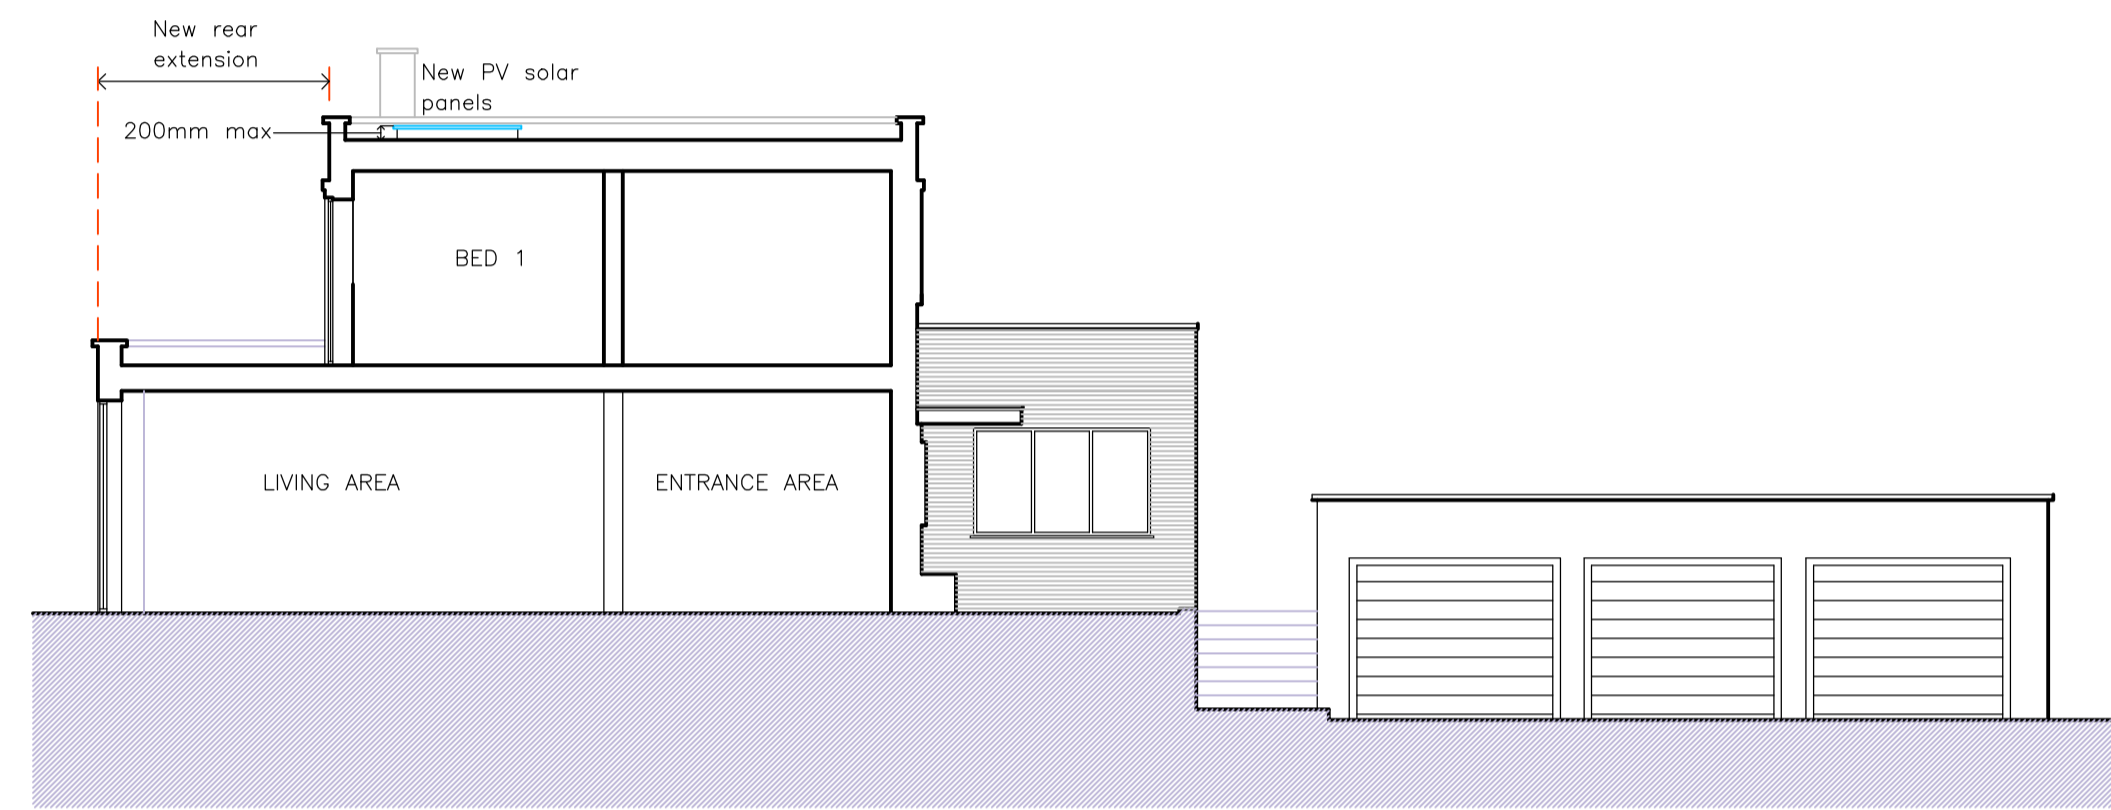 New rear
extension
New PV solar
panels
200mm max
BED 1
LIVING AREA
ENTRANCE AREA